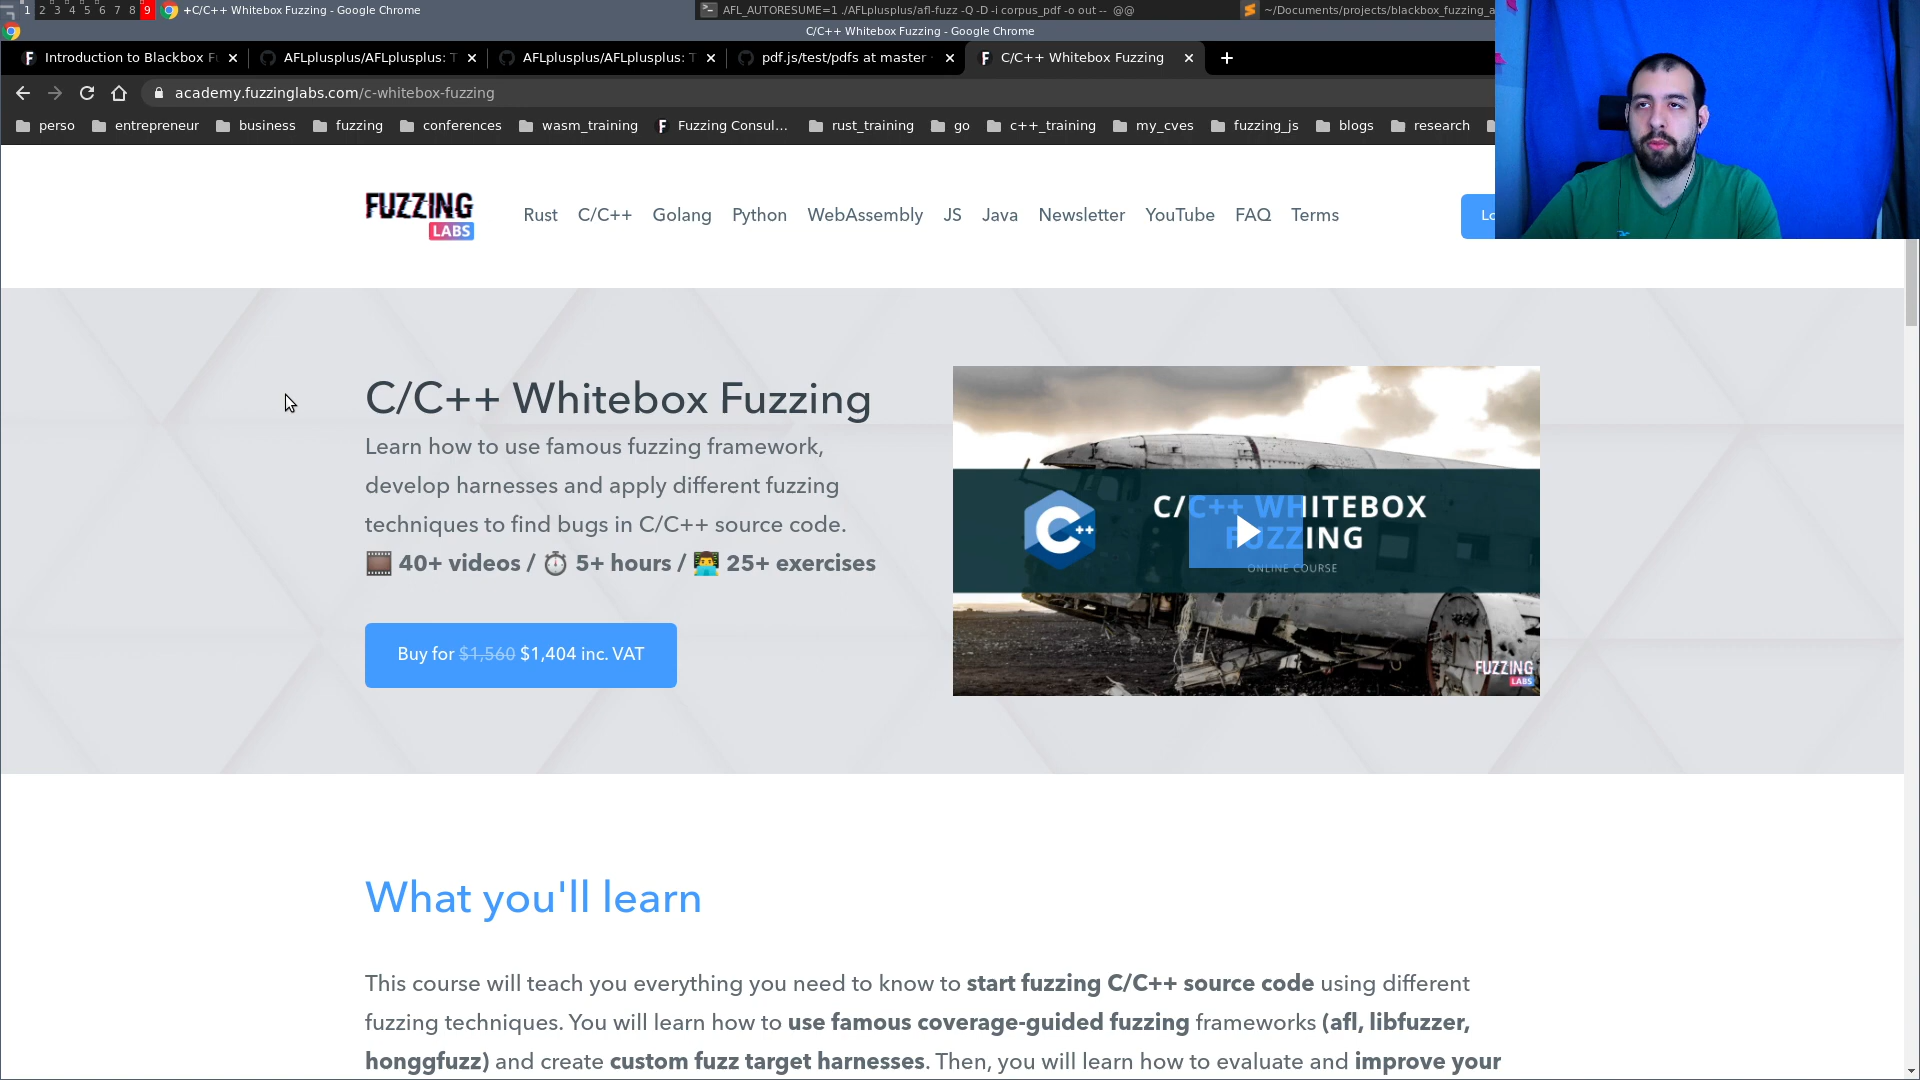 1 2 3 4 5 6 7 8 9 +C/C++ Whitebox Fuzzing - Google Chrome
AFL_AUTORESUME=1 ./AFLplusplus/afl-fuzz -Q -D -i corpus_pdf -o out -- @@
~/Documents/projects/blackbox_fuzzing_a
C/C++ Whitebox Fuzzing - Google Chrome
Introduction to Blackbox Fu
AFLplusplus/AFLplusplus: T
AFLplusplus/AFLplusplus: T
pdf.js/test/pdfs at master
C/C++ Whitebox Fuzzing
academy.fuzzinglabs.com/c-whitebox-fuzzing
perso entrepreneur business fuzzing conferences wasm_training Fuzzing Consul... rust_training go c++_training my_cves fuzzing_js blogs research
FUZZING
LABS
Rust C/C++ Golang Python WebAssembly JS Java Newsletter YouTube FAQ Terms
Lo
C/C++ Whitebox Fuzzing
Learn how to use famous fuzzing framework,
develop harnesses and apply different fuzzing
techniques to find bugs in C/C++ source code.
40+ videos / 5+ hours / 25+ exercises
Buy for $1,560 $1,404 inc. VAT
C++
C/C++ WHITEBOX
FUZZING
ONLINE COURSE
FUZZING
LABS
What you'll learn
This course will teach you everything you need to know to start fuzzing C/C++ source code using different
fuzzing techniques. You will learn how to use famous coverage-guided fuzzing frameworks (afl, libfuzzer,
honggfuzz) and create custom fuzz target harnesses. Then, you will learn how to evaluate and improve your